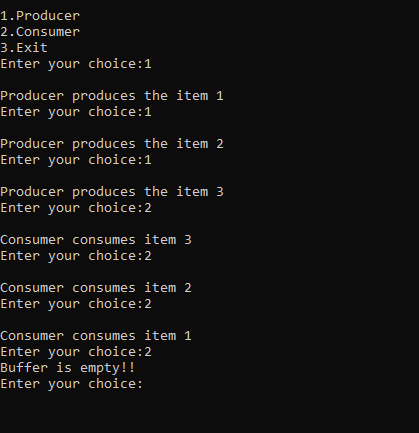 1.Producer
2.Consumer
3.Exit
Enter your choice:1
Producer produces the item 1
Enter your choice:1
Producer produces the item 2
Enter your choice:1
Producer produces the item 3
Enter your choice:2
Consumer consumes item 3
Enter your choice:2
Consumer consumes item 2
Enter your choice:2
Consumer consumes item 1
Enter your choice:2
Buffer is empty!!
Enter your choice: